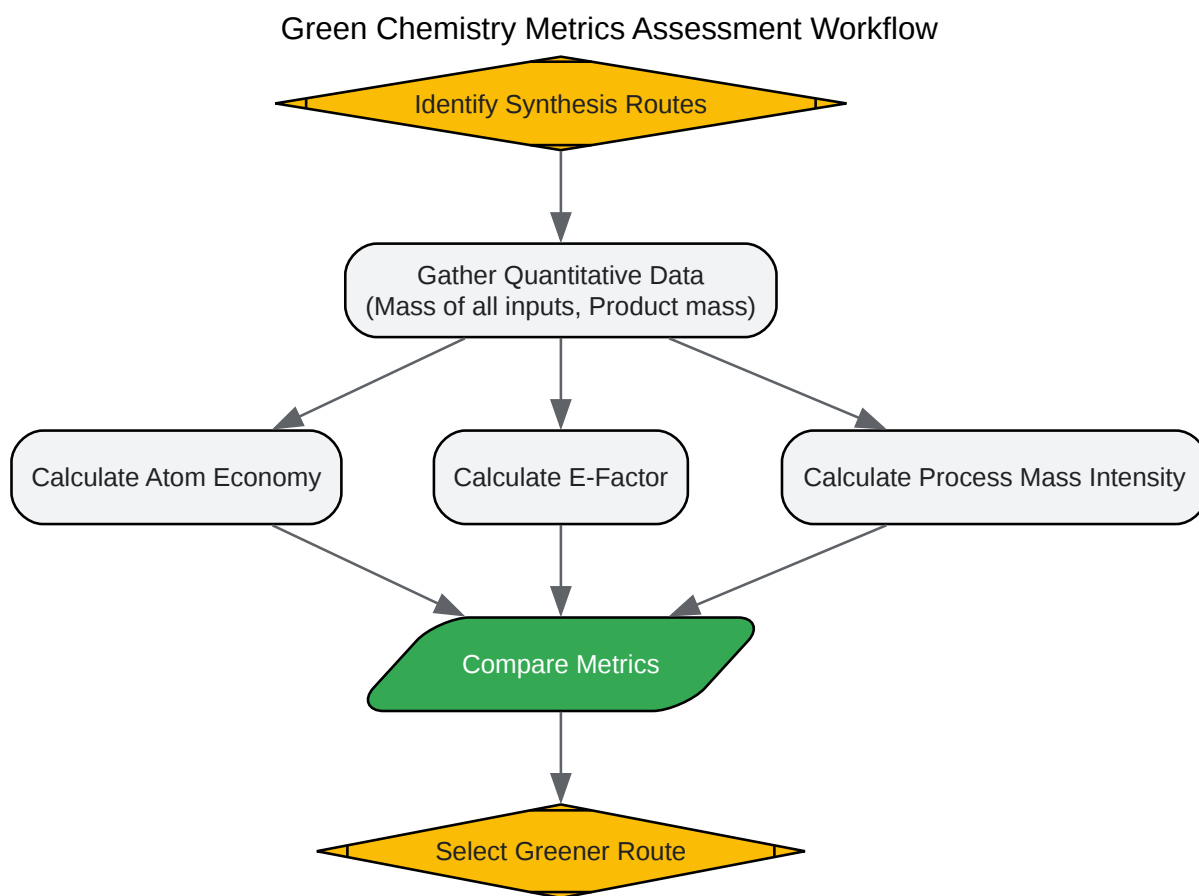 Green Chemistry Metrics Assessment Workflow
Identify Synthesis Routes
Gather Quantitative Data
(Mass of all inputs, Product mass)
Calculate Atom Economy
Calculate E-Factor
Calculate Process Mass Intensity
Compare Metrics
Select Greener Route